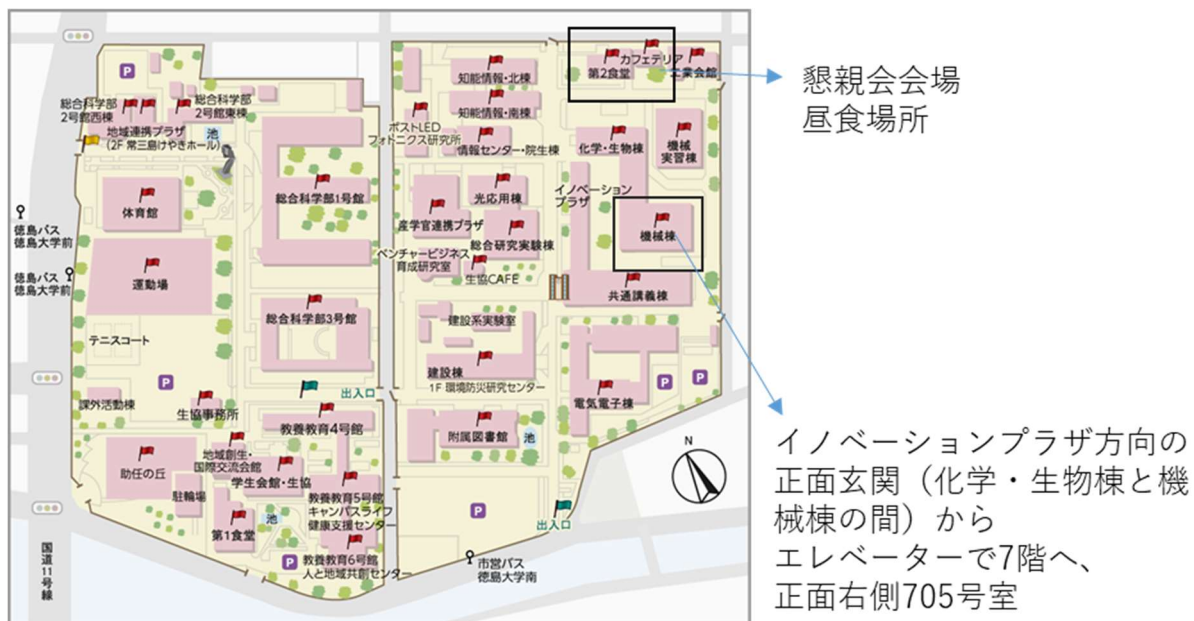 総合科学部
2号館西棟
総合科学部
2号館東棟
地域連携プラザ
(2F 常三島けやきホール)
池
体育館
徳島バス
徳島大学前
徳島バス
徳島大学前
運動場
テニスコート
課外活動棟
生協事務所
助任の丘
駐輪場
地域創生・
国際交流会館
学生会館・生協
第1食堂
池
国道11号線
総合科学部1号館
総合科学部3号館
出入口
教養教育4号館
教養教育5号館
キャンパスライフ
健康支援センター
教養教育6号館
人と地域共創センター
知能情報・北棟
知能情報・南棟
ポストLED
フォトニクス研究所
情報センター・院生棟
光応用棟
産学官連携プラザ
総合研究実験棟
ベンチャービジネス
育成研究室
生協CAFE
建設系実験室
建設棟
1F 環境防災研究センター
附属図書館
池
カフェテリア
第2食堂
工業会館
化学・生物棟
機械
実習棟
イノベーション
プラザ
機械棟
共通講義棟
電気電子棟
出入口
市営バス
徳島大学南
P
P
P
P
P
P
N
懇親会会場
昼食場所
イノベーションプラザ方向の
正面玄関(化学・生物棟と機
械棟の間)から
エレベーターで7階へ、
正面右側705号室